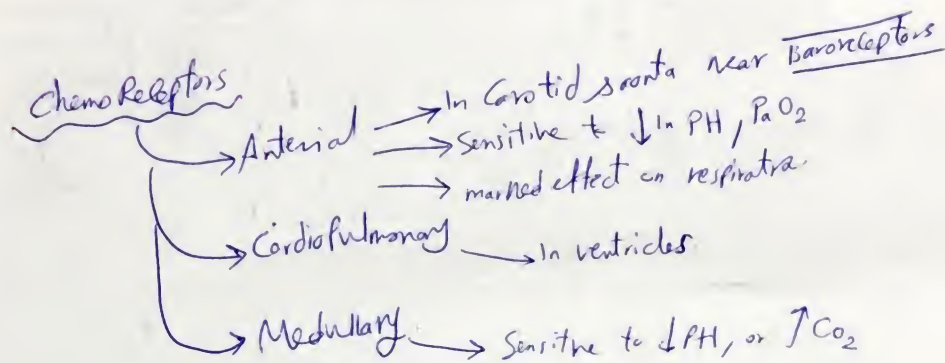 Chemo Receptors
→ Arterial → In Carotid & aorta near Baroreceptors
→ Sensitive to ↓ In PH, PaO2
→ marked effect on respiration.
→ CardioPulmonary → In ventricles.
→ Medullary → Sensitive to ↓ PH, or ↑ CO2